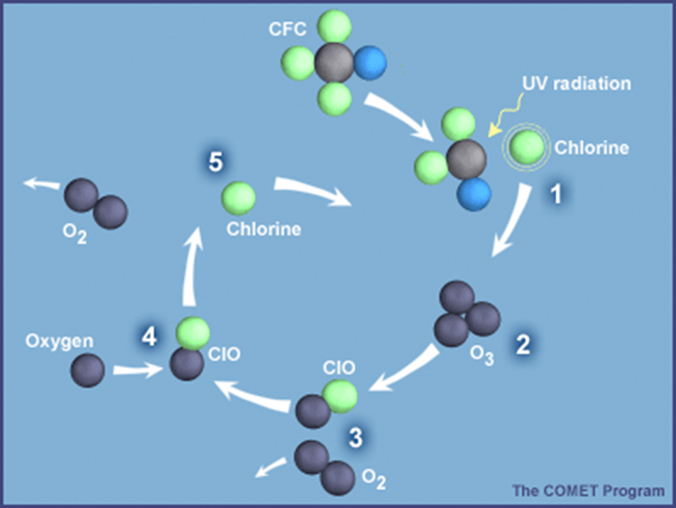 CFC
UV radiation
Chlorine
1
5
Chlorine
O2
2
O3
4
Oxygen
ClO
ClO
3
O2
The COMET Program